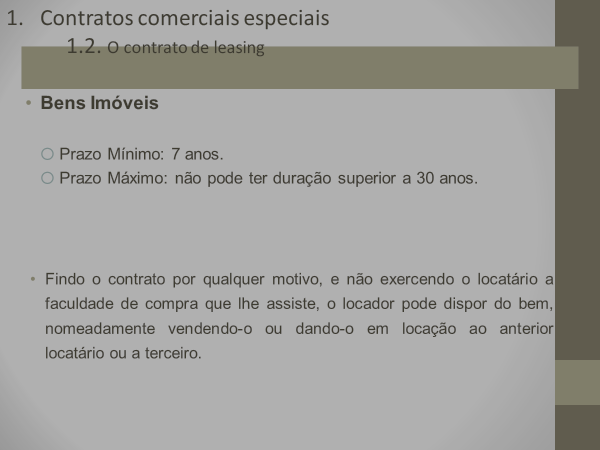 1. Contratos comerciais especiais
1.2. O contrato de leasing
• Bens Imóveis
○ Prazo Mínimo: 7 anos.
○ Prazo Máximo: não pode ter duração superior a 30 anos.
• Findo o contrato por qualquer motivo, e não exercendo o locatário a
faculdade de compra que lhe assiste, o locador pode dispor do bem,
nomeadamente vendendo-o ou dando-o em locação ao anterior
locatário ou a terceiro.